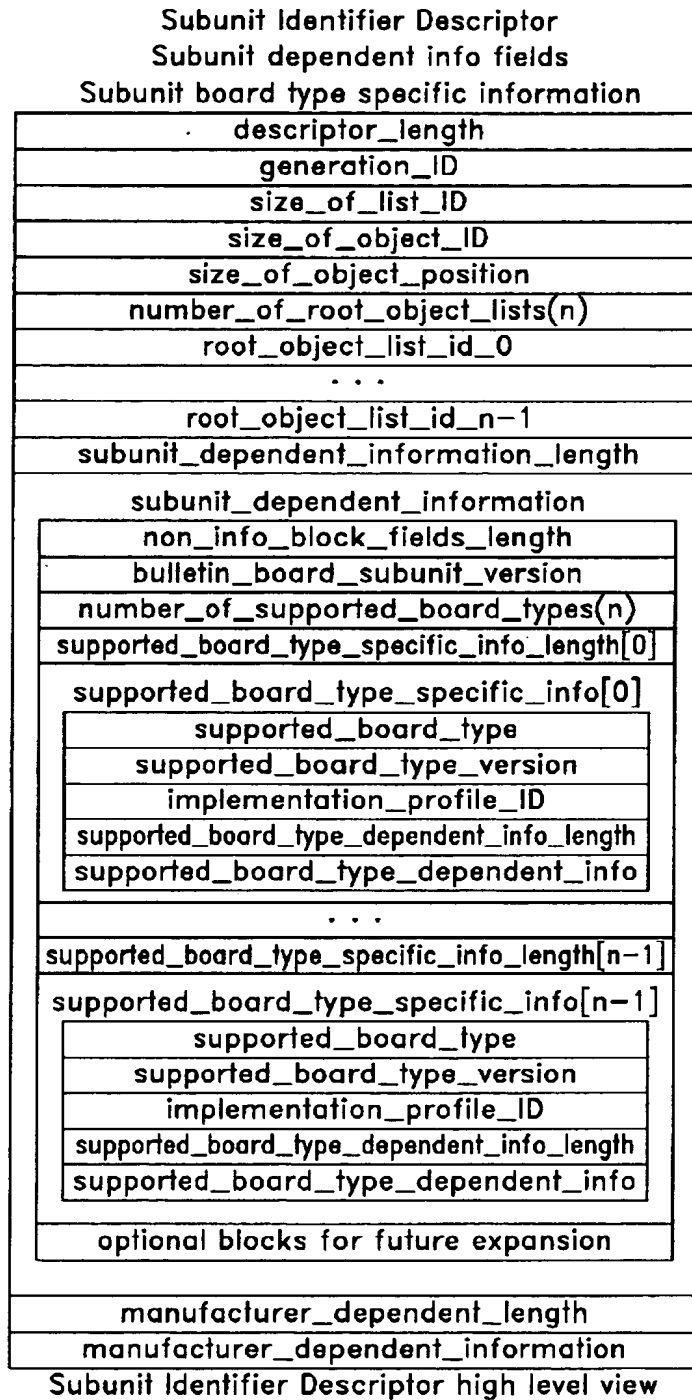 Subunit Identifier Descriptor
Subunit dependent info fields
Subunit board type specific information
descriptor_length
generation_ID
size_of_list_ID
size_of_object_ID
size_of_object_position
number_of_root_object_lists(n)
root_object_list_id_0
. . .
root_object_list_id_n-1
subunit_dependent_information_length
subunit_dependent_information
non_info_block_fields_length
bulletin_board_subunit_version
number_of_supported_board_types(n)
supported_board_type_specific_info_length[0]
supported_board_type_specific_info[0]
supported_board_type
supported_board_type_version
implementation_profile_ID
supported_board_type_dependent_info_length
supported_board_type_dependent_info
. . .
supported_board_type_specific_info_length[n-1]
supported_board_type_specific_info[n-1]
supported_board_type
supported_board_type_version
implementation_profile_ID
supported_board_type_dependent_info_length
supported_board_type_dependent_info
optional blocks for future expansion
manufacturer_dependent_length
manufacturer_dependent_information
Subunit Identifier Descriptor high level view